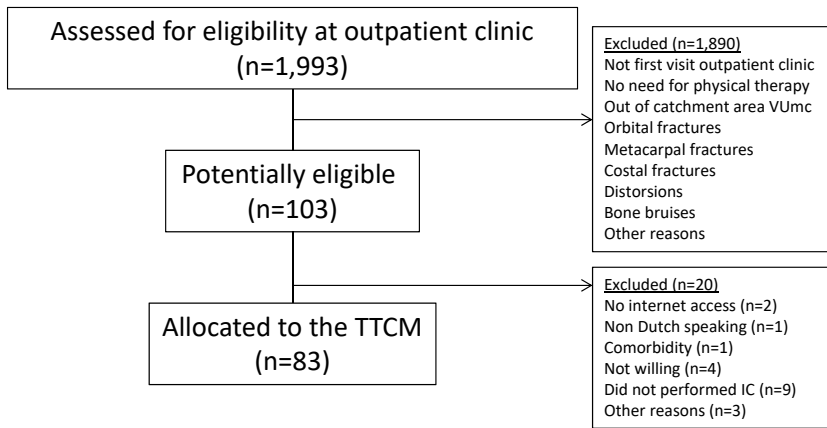 Assessed for eligibility at outpatient clinic
(n=1,993)
Excluded (n=1,890)
Not first visit outpatient clinic
No need for physical therapy
Out of catchment area VUmc
Orbital fractures
Metacarpal fractures
Costal fractures
Distorsions
Bone bruises
Other reasons
Potentially eligible
(n=103)
Excluded (n=20)
No internet access (n=2)
Non Dutch speaking (n=1)
Comorbidity (n=1)
Not willing (n=4)
Did not performed IC (n=9)
Other reasons (n=3)
Allocated to the TTCM
(n=83)